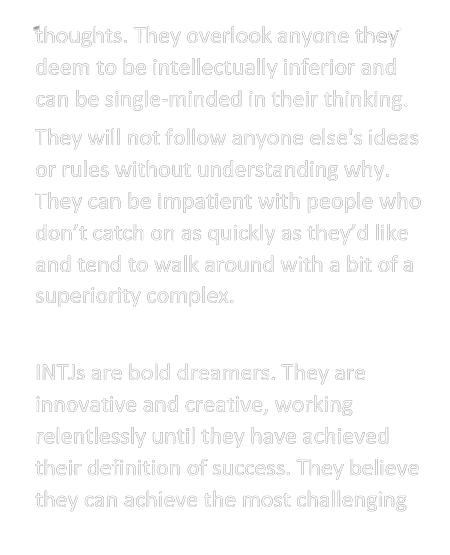 thoughts. They overlook anyone they
deem to be intellectually inferior and
can be single-minded in their thinking.
They will not follow anyone else's ideas
or rules without understanding why.
They can be impatient with people who
don’t catch on as quickly as they’d like
and tend to walk around with a bit of a
superiority complex.
INTJs are bold dreamers. They are
innovative and creative, working
relentlessly until they have achieved
their definition of success. They believe
they can achieve the most challenging